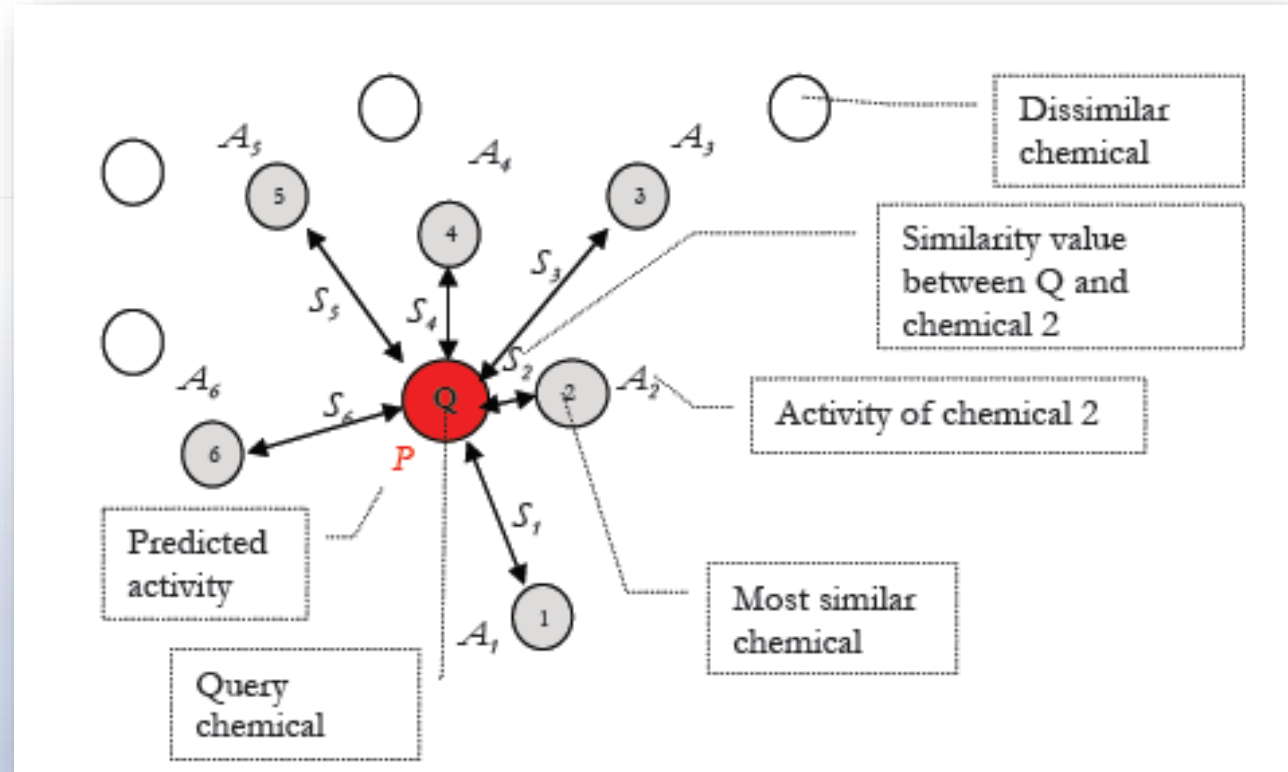 Dissimilar
chemical
A₅
A₄
A₃
5
3
4
Similarity value
between Q and
chemical 2
S₃
S₅
S₄
S₂
A₆
S₆
Q
2
A₂
Activity of chemical 2
6
P
Predicted
activity
S₁
Most similar
chemical
1
A₁
Query
chemical